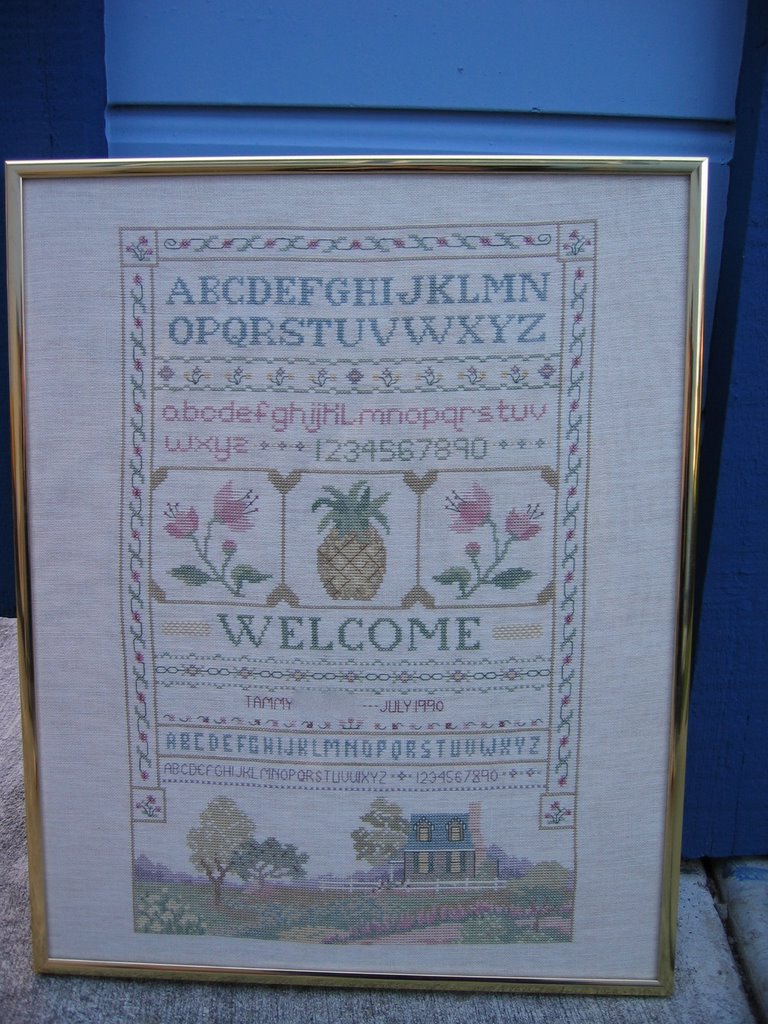 ABCDEFGHIJKLMN
OPQRSTUVWXYZ
abcdefghijklmnopqrstuv
wxyz 1234567890
WELCOME
TAMMY ---JULY.1990
ABCDEFGHIJKLMNOPQRSTUVWXYZ
ABCDEFGHIJKLMNOPQRSTUVWXYZ 1234567890